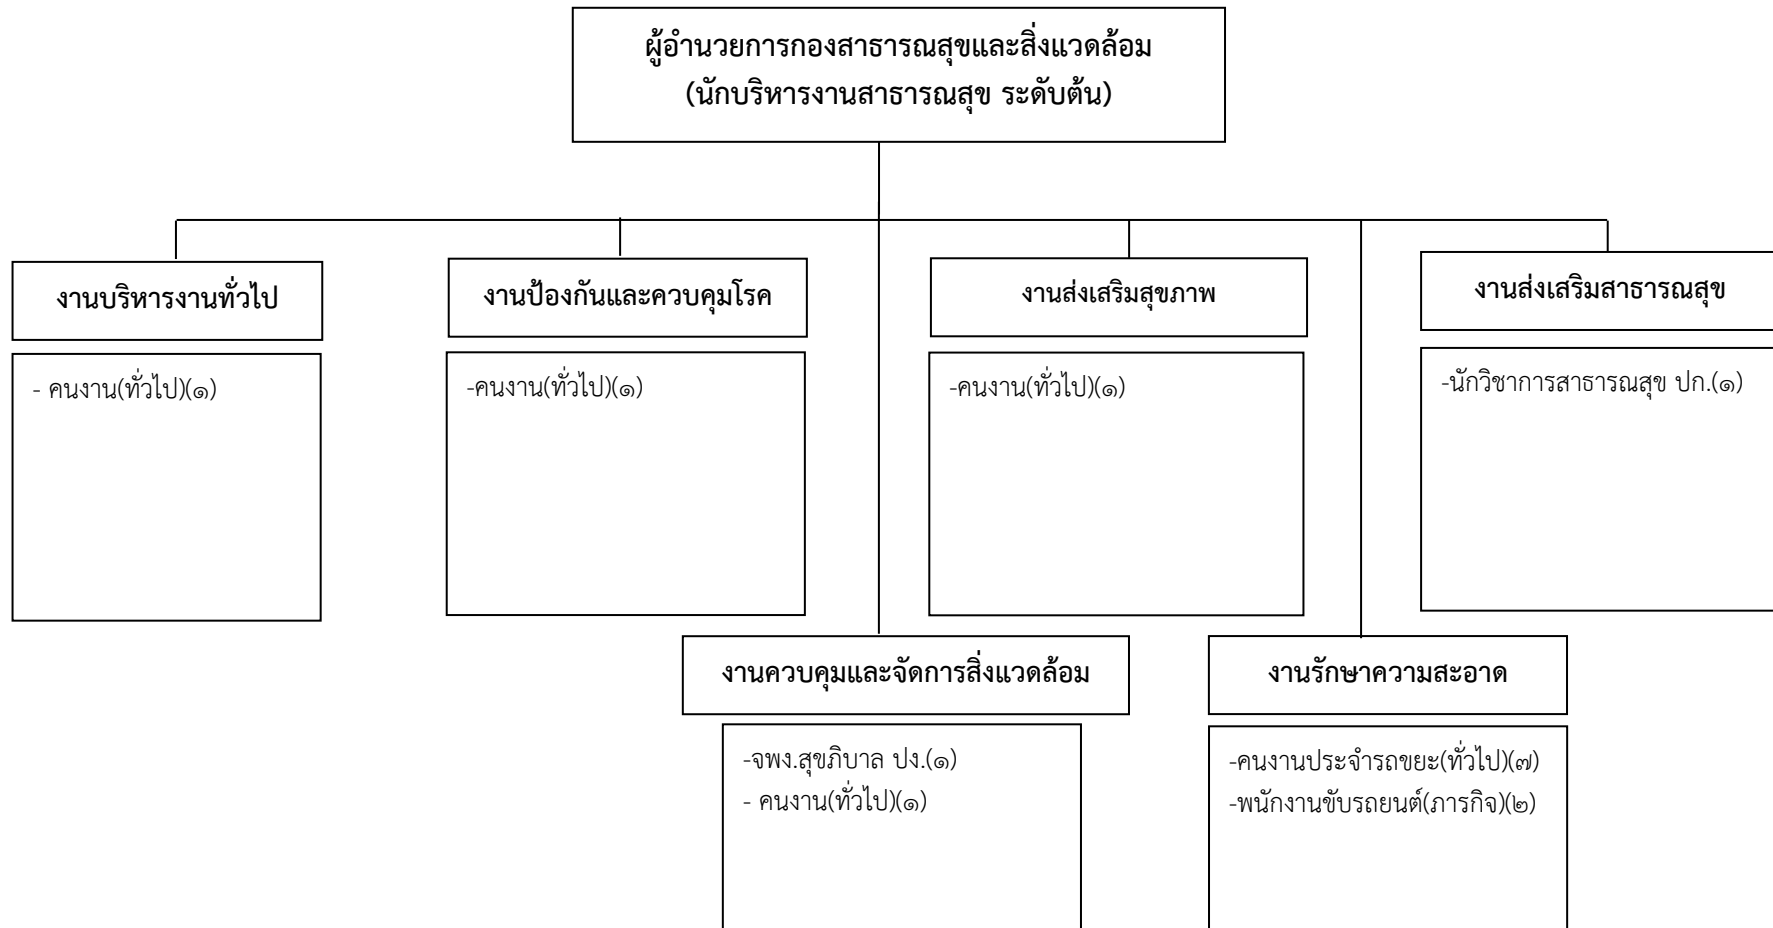 ผู้อำนวยการกองสาธารณสุขและสิ่งแวดล้อม
(นักบริหารงานสาธารณสุข ระดับต้น)
งานบริหารงานทั่วไป
- คนงาน(ทั่วไป)(๑)
งานป้องกันและควบคุมโรค
-คนงาน(ทั่วไป)(๑)
งานส่งเสริมสุขภาพ
-คนงาน(ทั่วไป)(๑)
งานส่งเสริมสาธารณสุข
-นักวิชาการสาธารณสุข ปก.(๑)
งานควบคุมและจัดการสิ่งแวดล้อม
-จพง.สุขภิบาล ปง.(๑)
- คนงาน(ทั่วไป)(๑)
งานรักษาความสะอาด
-คนงานประจำรถขยะ(ทั่วไป)(๗)
-พนักงานขับรถยนต์(ภารกิจ)(๒)